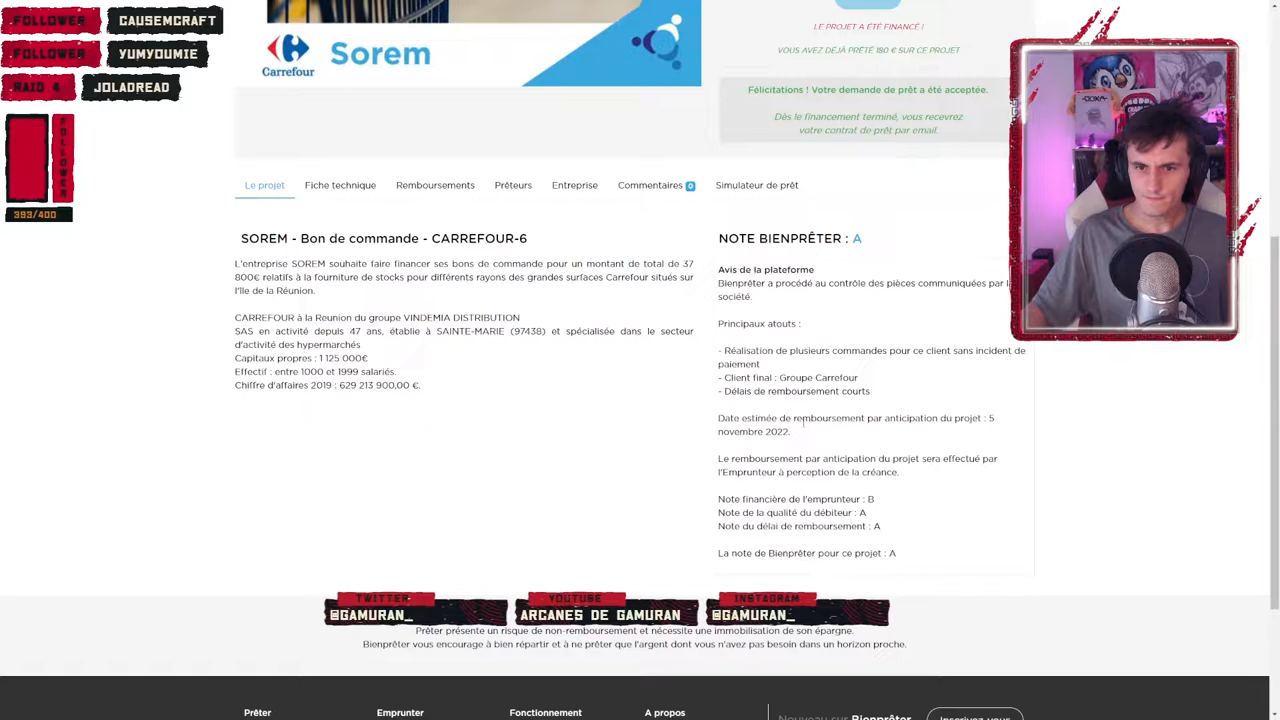 FOLLOWER CAUSEMCRAFT
FOLLOWER YUMYOUMIE
RAID 4 JOLADREAD
FOLLOWER
393/400
Carrefour
Sorem
LE PROJET A ÉTÉ FINANCÉ !
VOUS AVEZ DÉJÀ PRÊTÉ 180 € SUR CE PROJET
Félicitations ! Votre demande de prêt a été acceptée.
Dès le financement terminé, vous recevrez
votre contrat de prêt par email.
Le projet Fiche technique Remboursements Prêteurs Entreprise Commentaires 0 Simulateur de prêt
SOREM - Bon de commande - CARREFOUR-6
L'entreprise SOREM souhaite faire financer ses bons de commande pour un montant de total de 37
800€ relatifs à la fourniture de stocks pour différents rayons des grandes surfaces Carrefour situés sur
l'île de la Réunion.
CARREFOUR à la Reunion du groupe VINDEMIA DISTRIBUTION
SAS en activité depuis 47 ans, établie à SAINTE-MARIE (97438) et spécialisée dans le secteur
d'activité des hypermarchés
Capitaux propres : 1 125 000€
Effectif : entre 1000 et 1999 salariés.
Chiffre d'affaires 2019 : 629 213 900,00 €.
NOTE BIENPRÊTER : A
Avis de la plateforme
Bienprêter a procédé au contrôle des pièces communiquées par
société.
Principaux atouts :
- Réalisation de plusieurs commandes pour ce client sans incident de
paiement
- Client final : Groupe Carrefour
- Délais de remboursement courts
Date estimée de remboursement par anticipation du projet : 5
novembre 2022.
Le remboursement par anticipation du projet sera effectué par
l'Emprunteur à perception de la créance.
Note financière de l'emprunteur : B
Note de la qualité du débiteur : A
Note du délai de remboursement : A
La note de Bienprêter pour ce projet : A
TWITTER
@GAMURAN_
YOUTUBE
ARCANES DE GAMURAN
INSTAGRAM
@GAMURAN_
Prêter présente un risque de non-remboursement et nécessite une immobilisation de son épargne.
Bienprêter vous encourage à bien répartir et à ne prêter que l'argent dont vous n'avez pas besoin dans un horizon proche.
Prêter Emprunter Fonctionnement A propos
Nouveau sur Bienprêter Inscrivez-vous